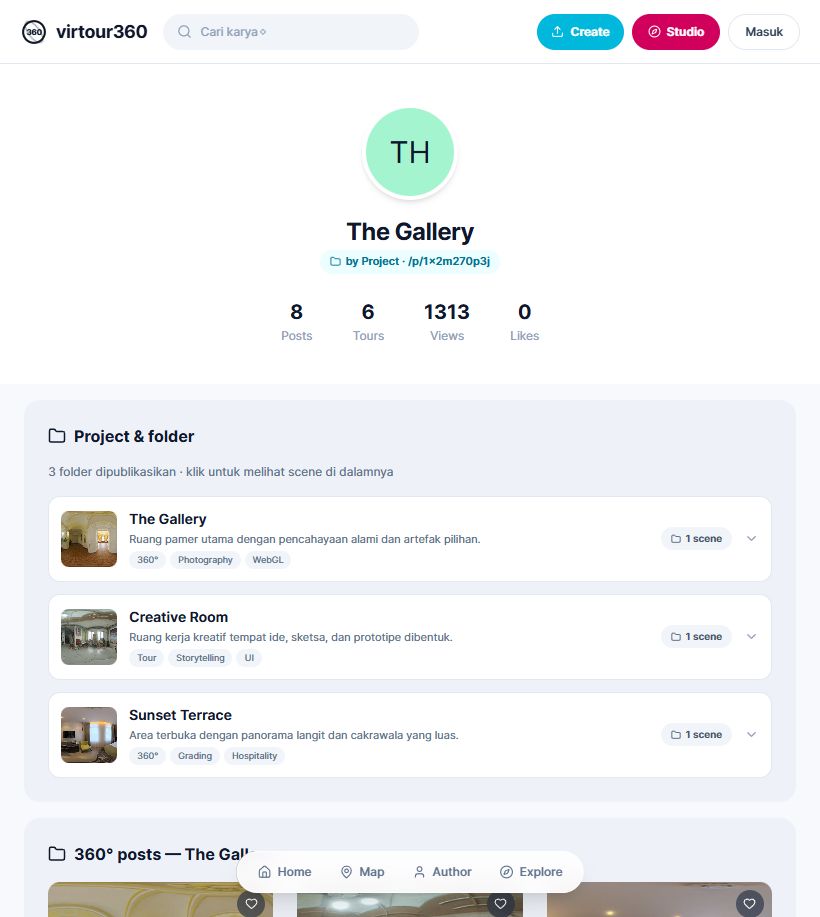 360 virtour360
Cari karya
Create
Studio
Masuk
TH
The Gallery
by Project · /p/1×2m270p3j
8 6 1313 0
Posts Tours Views Likes
Project & folder
3 folder dipublikasikan · klik untuk melihat scene di dalamnya
The Gallery
Ruang pamer utama dengan pencahayaan alami dan artefak pilihan.
360° Photography WebGL
1 scene
Creative Room
Ruang kerja kreatif tempat ide, sketsa, dan prototipe dibentuk.
Tour Storytelling UI
1 scene
Sunset Terrace
Area terbuka dengan panorama langit dan cakrawala yang luas.
360° Grading Hospitality
1 scene
360° posts — The Gall
Home Map Author Explore